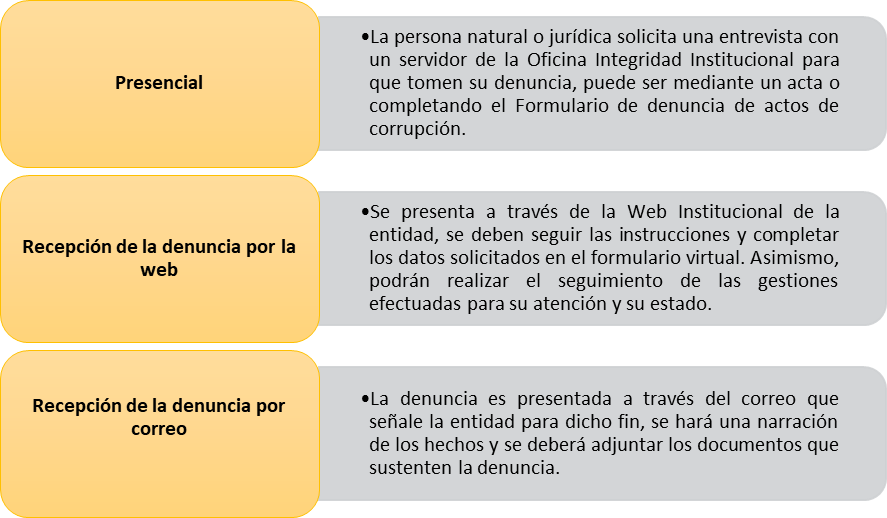 Presencial
•La persona natural o jurídica solicita una entrevista con
un servidor de la Oficina Integridad Institucional para
que tomen su denuncia, puede ser mediante un acta o
completando el Formulario de denuncia de actos de
corrupción.
Recepción de la denuncia por la
web
•Se presenta a través de la Web Institucional de la
entidad, se deben seguir las instrucciones y completar
los datos solicitados en el formulario virtual. Asimismo,
podrán realizar el seguimiento de las gestiones
efectuadas para su atención y su estado.
Recepción de la denuncia por
correo
•La denuncia es presentada a través del correo que
señale la entidad para dicho fin, se hará una narración
de los hechos y se deberá adjuntar los documentos que
sustenten la denuncia.